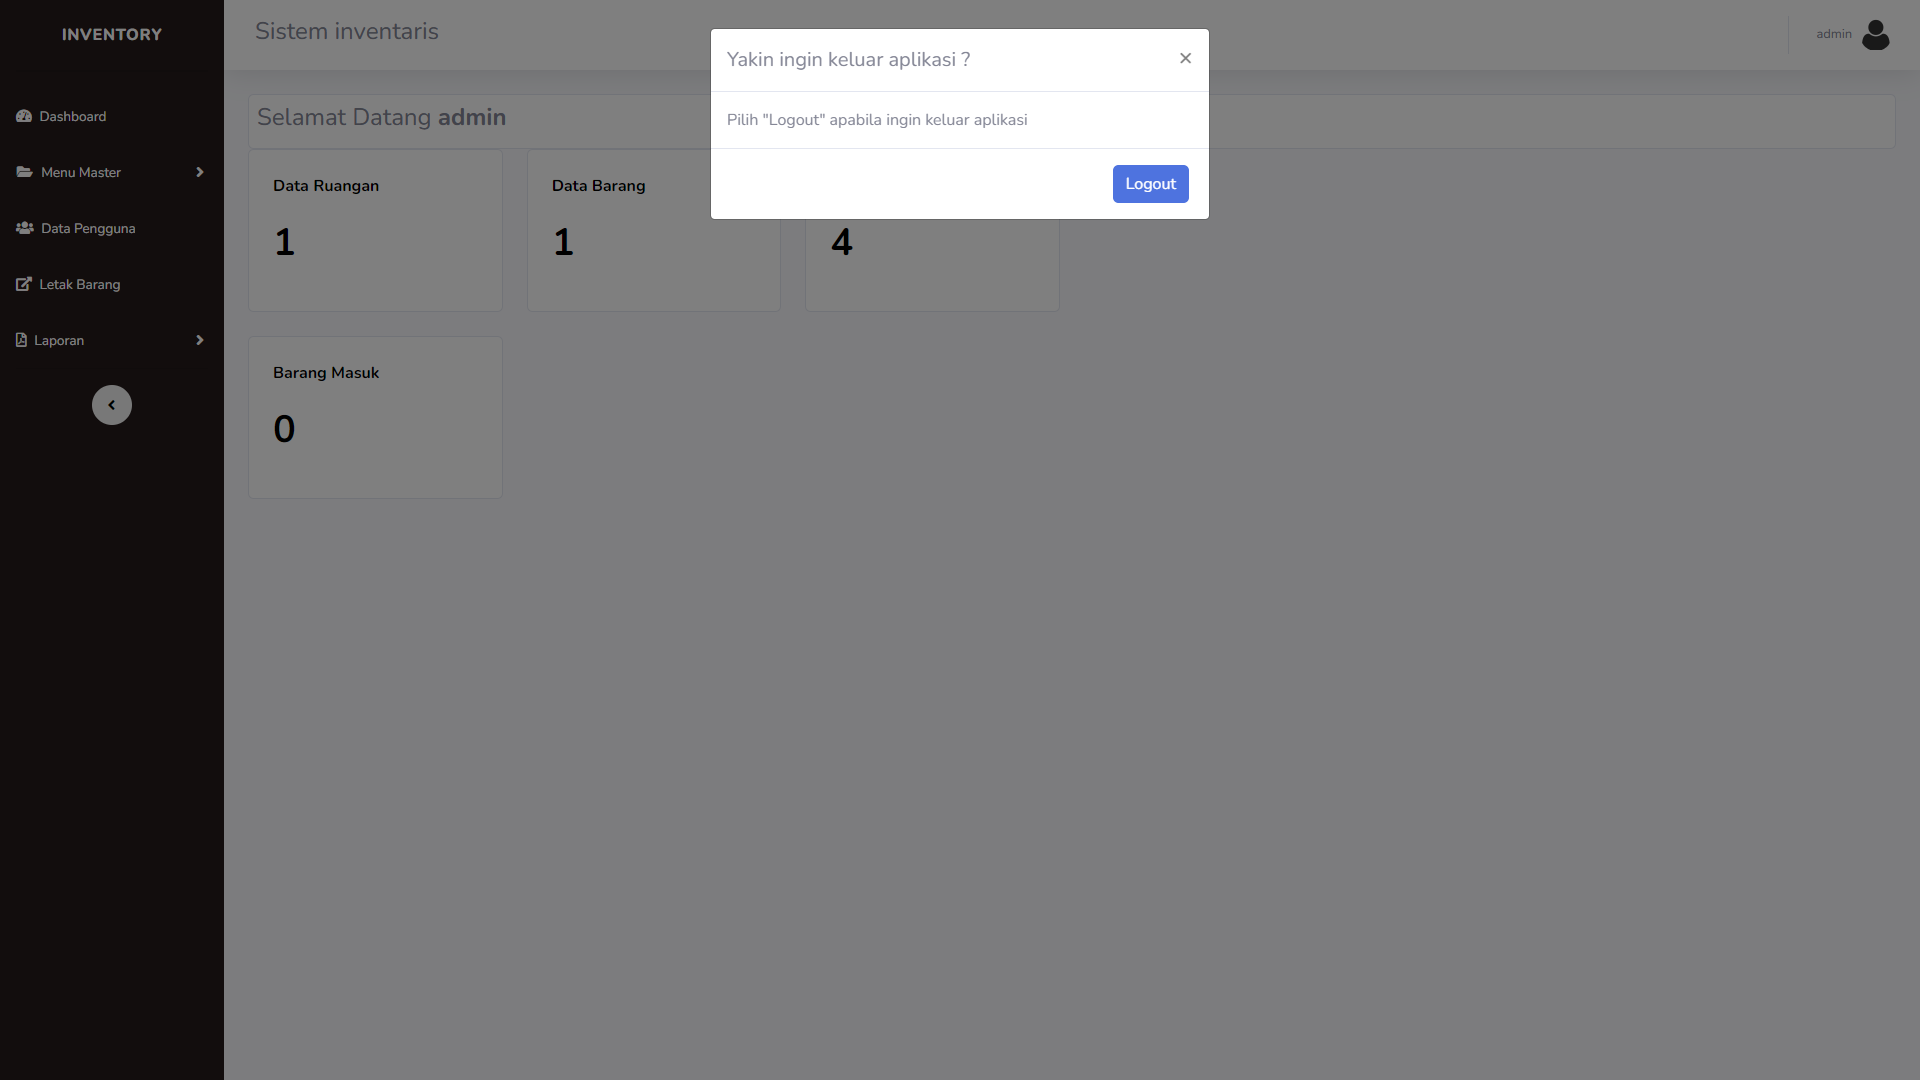 INVENTORY
Dashboard
Menu Master
Data Pengguna
Letak Barang
Laporan
Sistem inventaris
admin
Selamat Datang admin
Data Ruangan
1
Data Barang
1
4
Barang Masuk
0
Yakin ingin keluar aplikasi ?
×
Pilih "Logout" apabila ingin keluar aplikasi
Logout